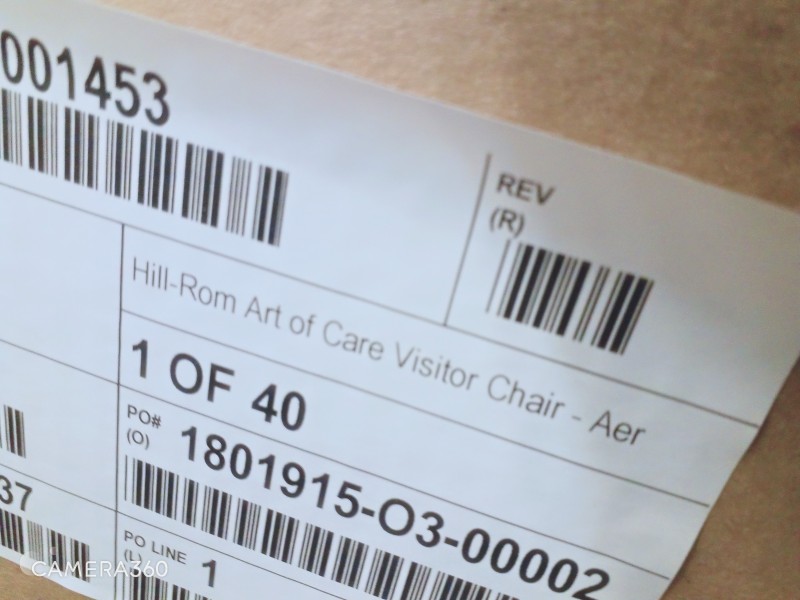 001453
REV
(R)
Hill-Rom Art of Care Visitor Chair - Aer
1 OF 40
PO#
(O)
1801915-O3-00002
37
PO LINE
(L)
1
CAMERA360